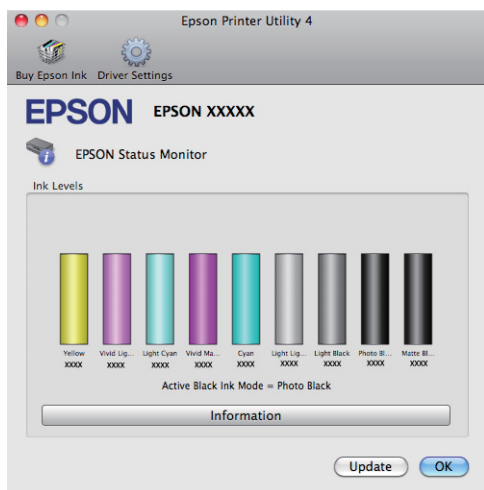 Epson Printer Utility 4
Buy Epson Ink Driver Settings
EPSON EPSON XXXXX
EPSON Status Monitor
Ink Levels
Yellow Vivid Lig... Light Cyan Vivid Ma... Cyan Light Lig... Light Black Photo Bl... Matte Bl...
XXXX XXXX XXXX XXXX XXXX XXXX XXXX XXXX XXXX
Active Black Ink Mode = Photo Black
Information
Update OK